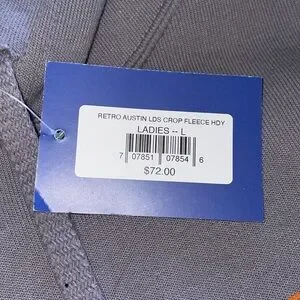 RETRO AUSTIN LDS CROP FLEECE HDY
LADIES -- L
7 07851 07854 6
$72.00